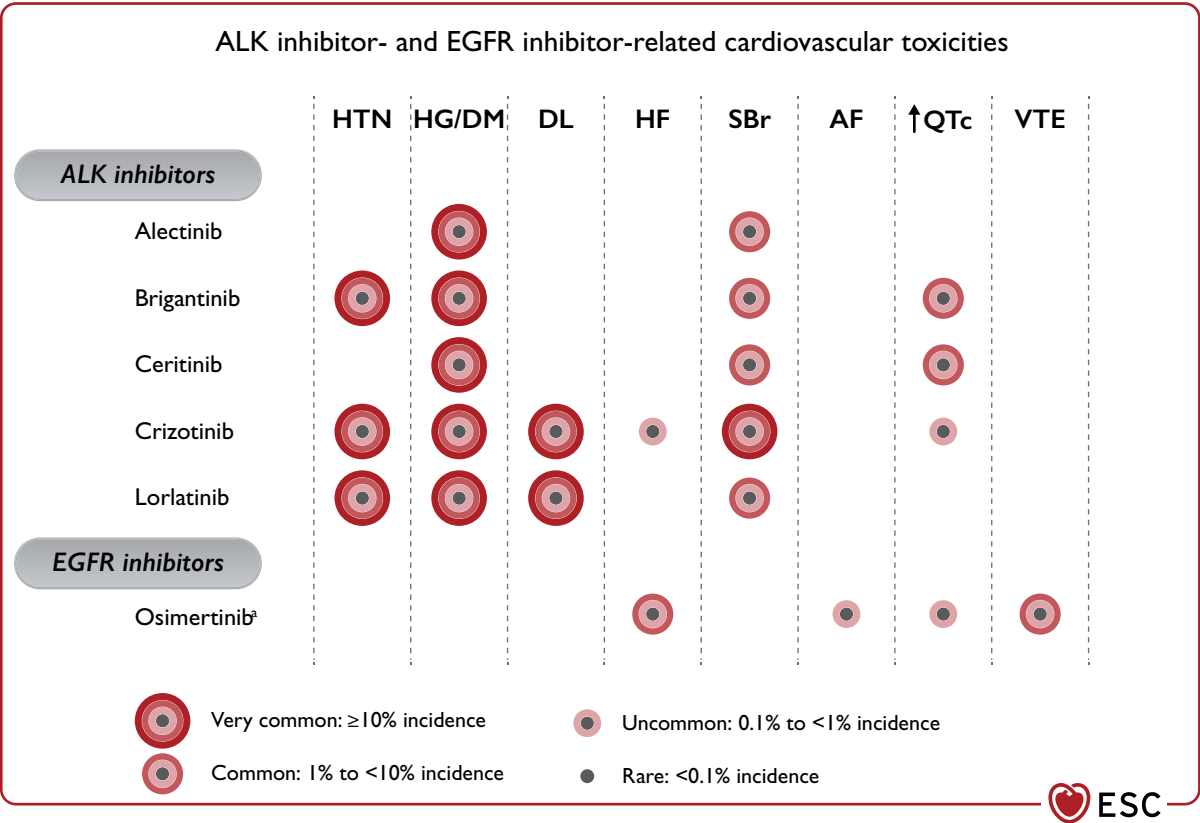 ALK inhibitor- and EGFR inhibitor-related cardiovascular toxicities
HTN HG/DM DL HF SBr AF ↑QTc VTE
ALK inhibitors
Alectinib
Brigantinib
Ceritinib
Crizotinib
Lorlatinib
EGFR inhibitors
Osimertinibᵃ
Very common: ≥10% incidence
Common: 1% to <10% incidence
Uncommon: 0.1% to <1% incidence
Rare: <0.1% incidence
ESC